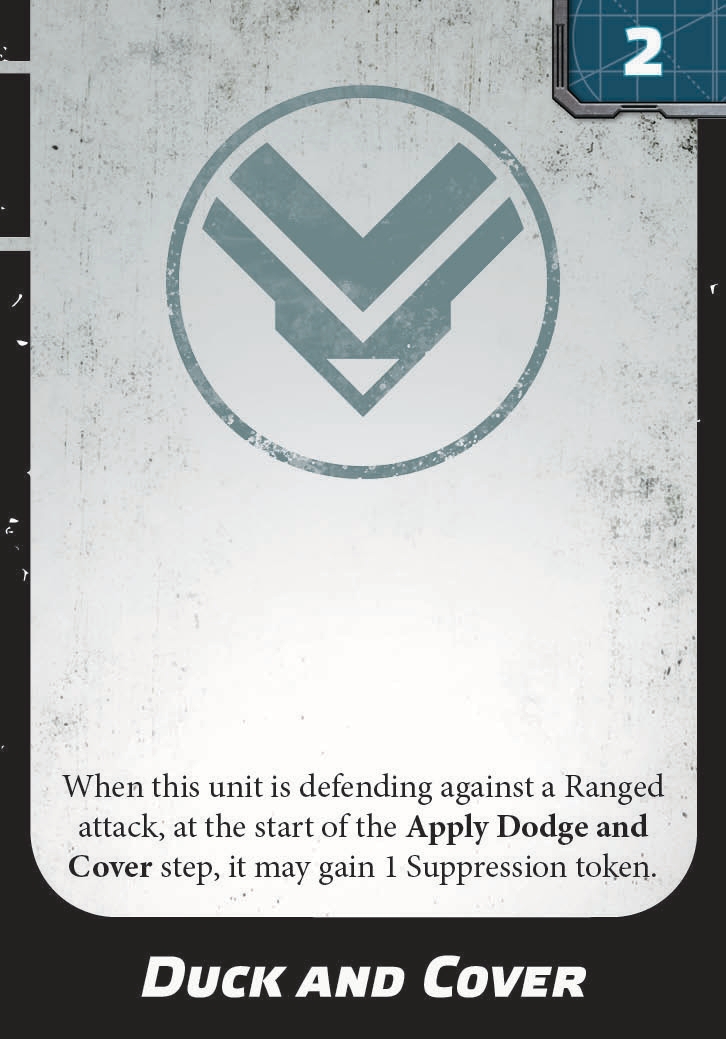 2
When this unit is defending against a Ranged
attack, at the start of the Apply Dodge and
Cover step, it may gain 1 Suppression token.
Duck and Cover